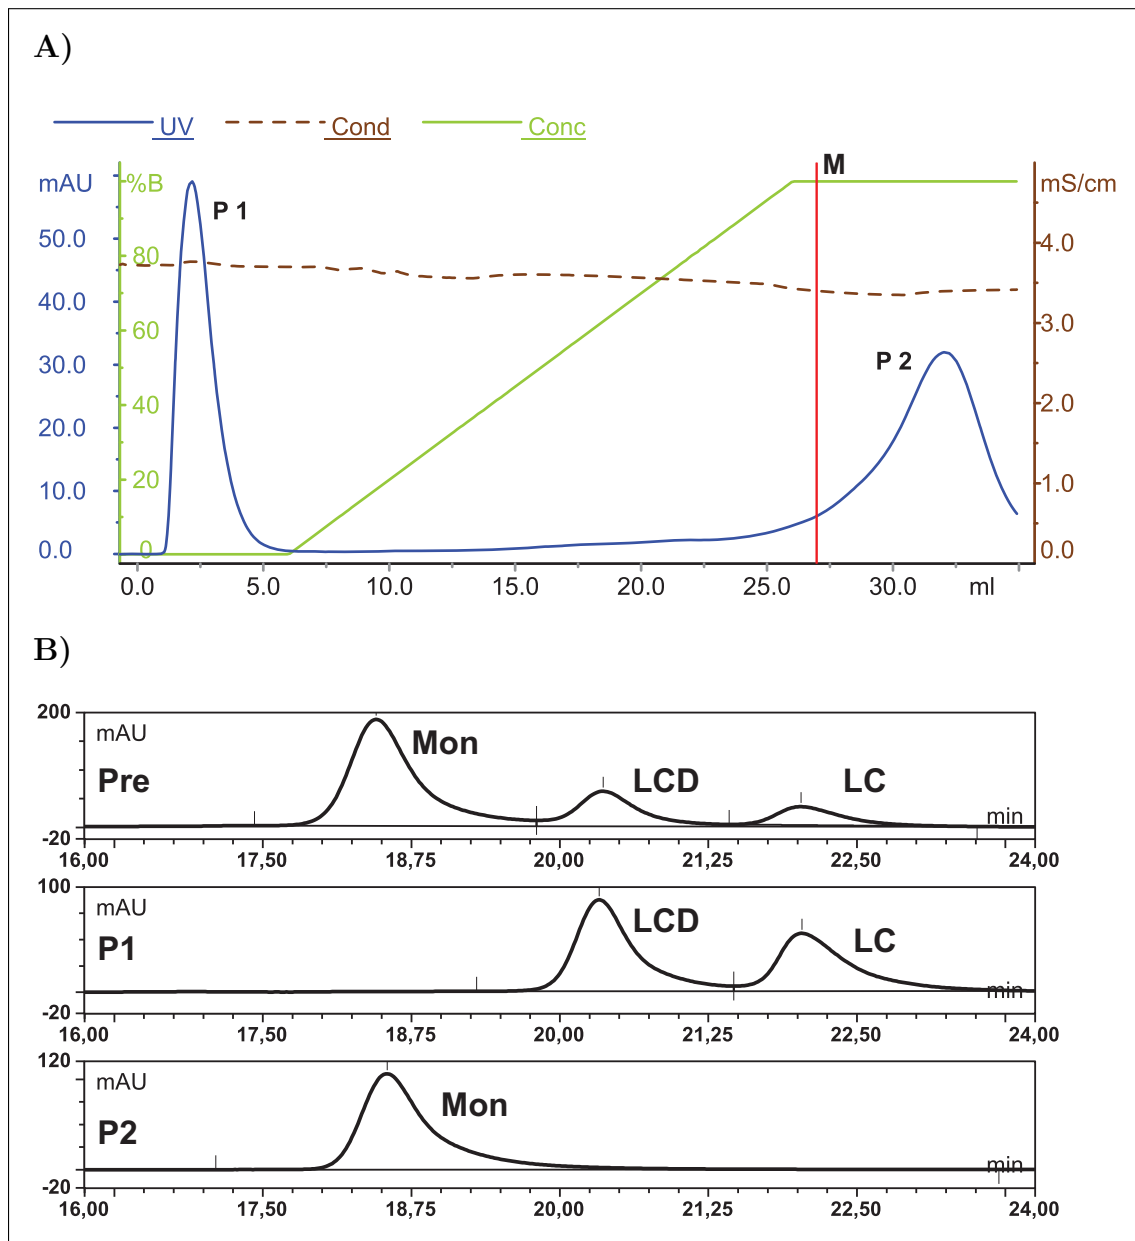 A)
UV Cond Conc
mAU %B M mS/cm
P 1
50.0 80 4.0
40.0 60 3.0
30.0 P 2
20.0 40 2.0
10.0 20 1.0
0.0 0 0.0
0.0 5.0 10.0 15.0 20.0 25.0 30.0 ml
B)
200
mAU
Mon
Pre LCD LC
min
-20
16,00 17,50 18,75 20,00 21,25 22,50 24,00
100
mAU
LCD
P1 LC
min
-20
16,00 17,50 18,75 20,00 21,25 22,50 24,00
120
mAU
Mon
P2
min
-20
16,00 17,50 18,75 20,00 21,25 22,50 24,00